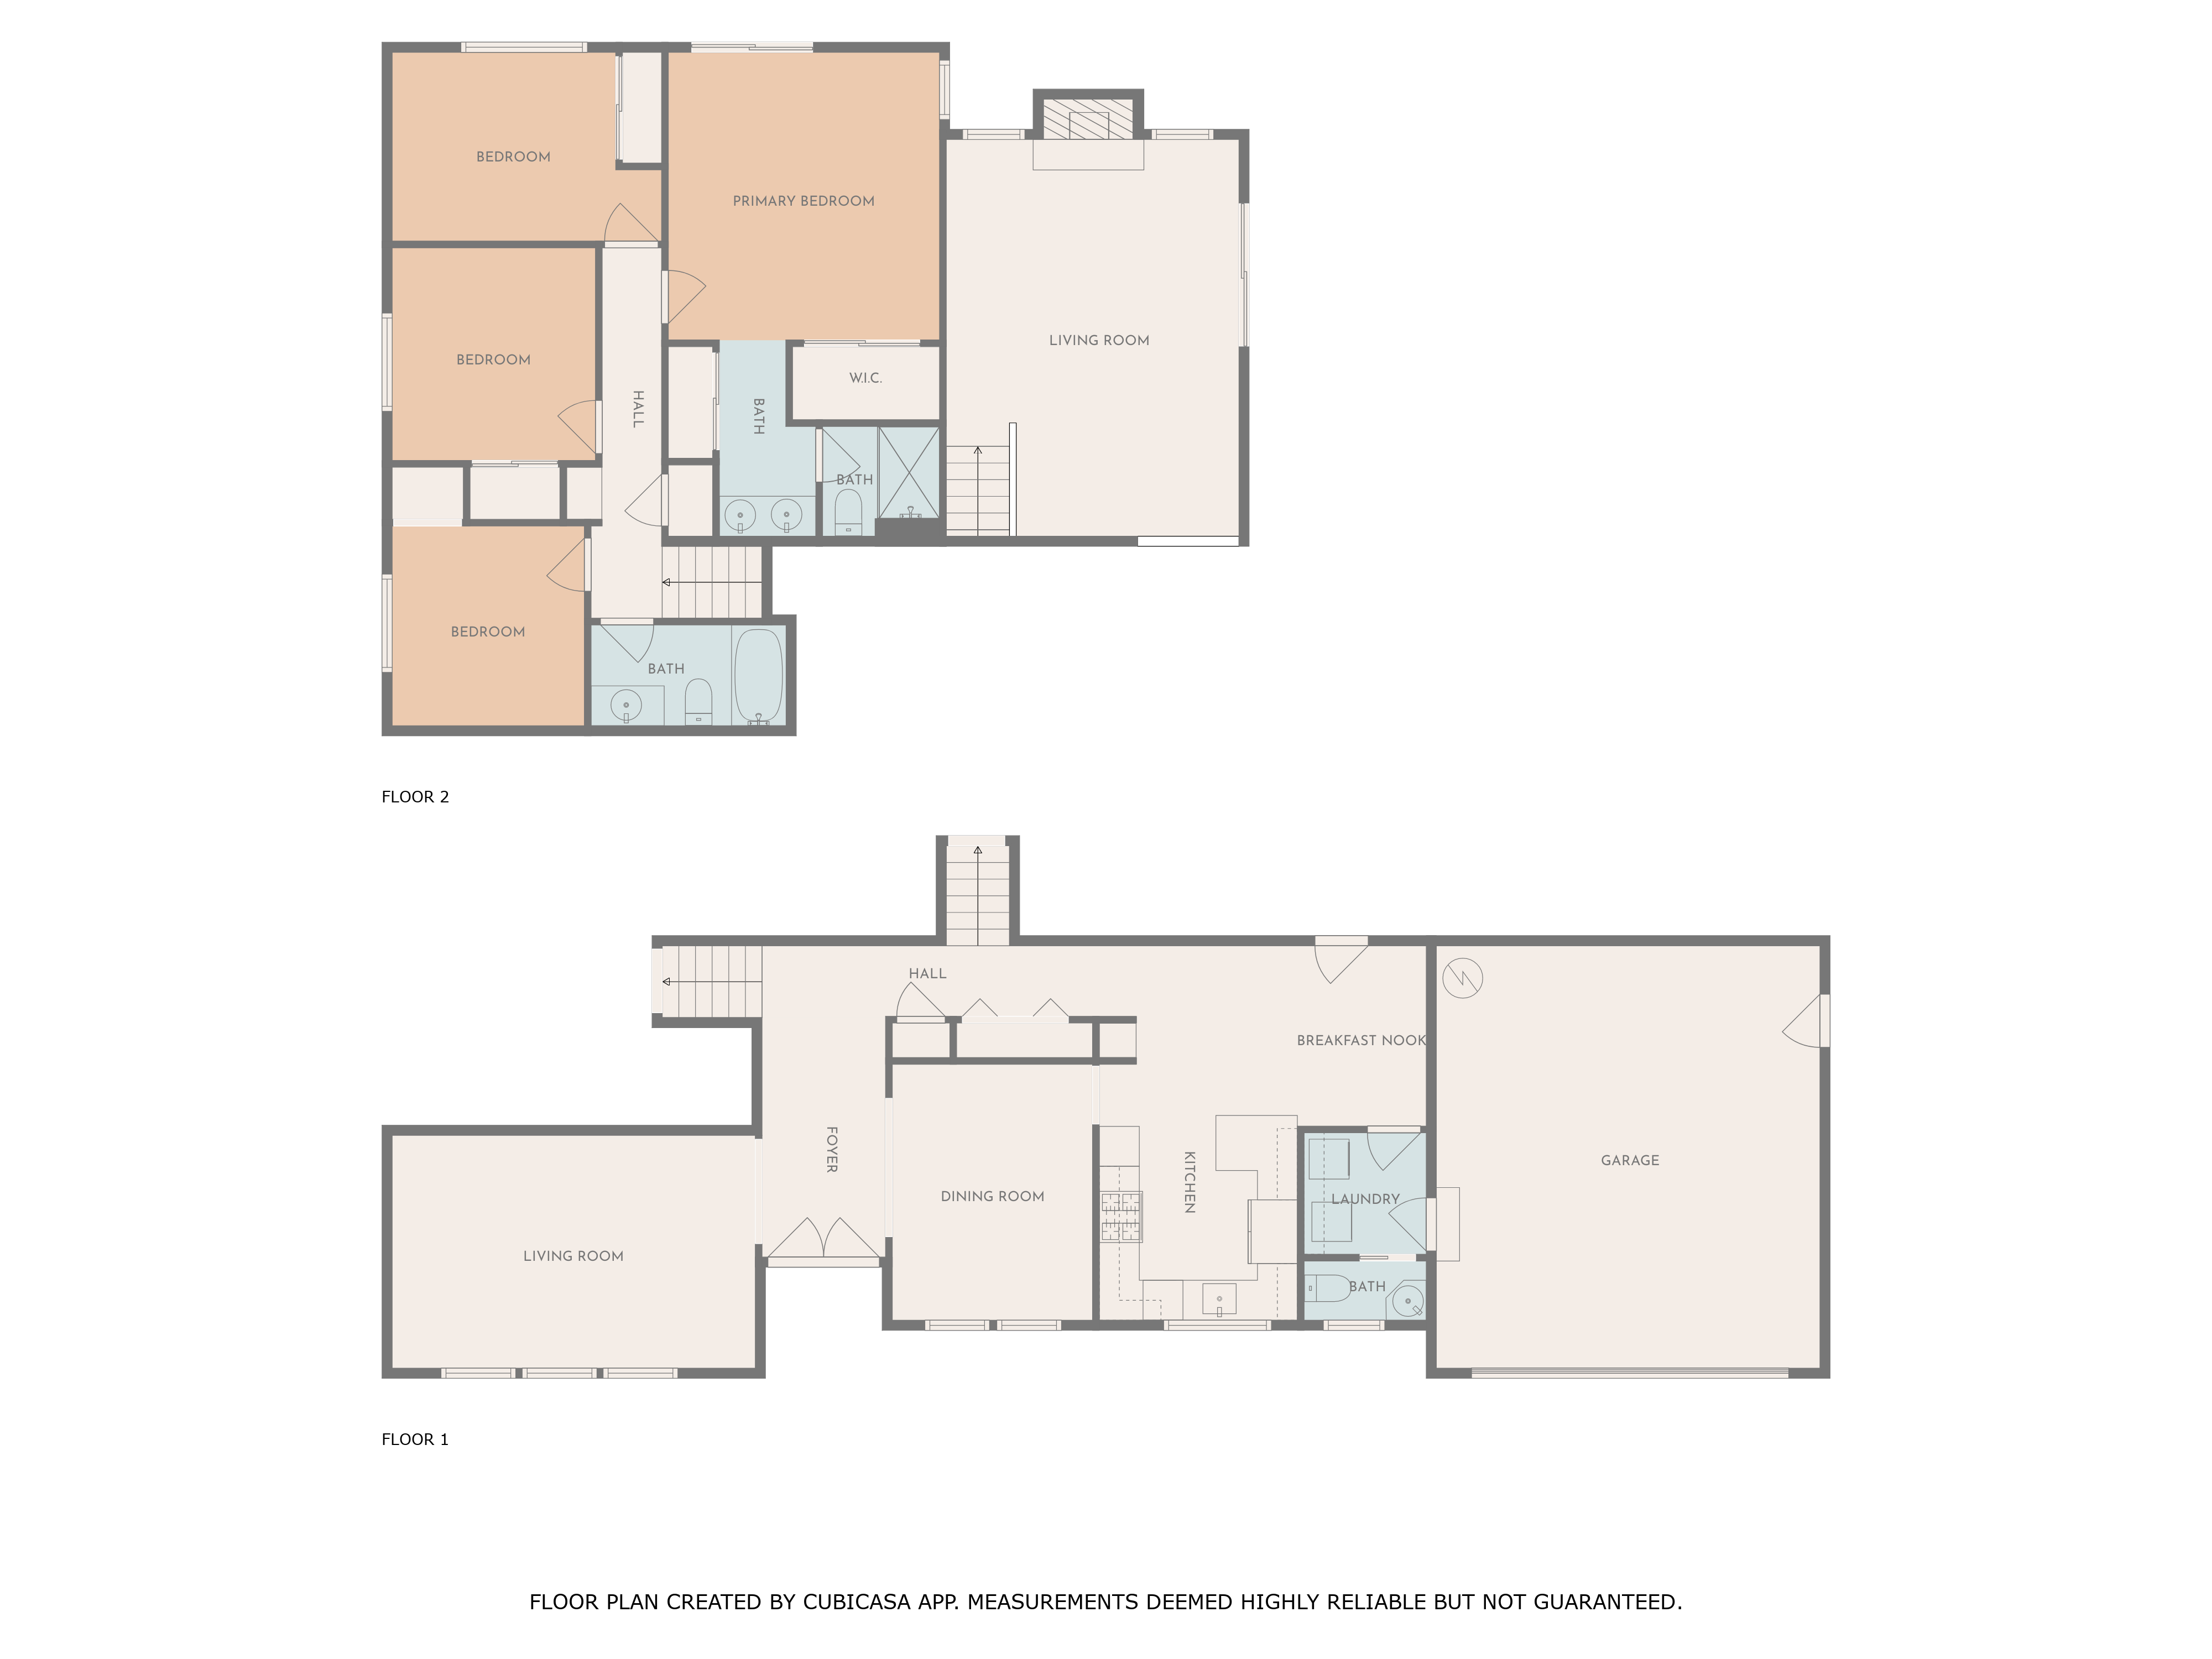 BEDROOM
PRIMARY BEDROOM
LIVING ROOM
BEDROOM
W.I.C.
HALL
BATH
BATH
BEDROOM
BATH
FLOOR 2
HALL
BREAKFAST NOOK
FOYER
GARAGE
KITCHEN
DINING ROOM
LAUNDRY
LIVING ROOM
BATH
FLOOR 1
FLOOR PLAN CREATED BY CUBICASA APP. MEASUREMENTS DEEMED HIGHLY RELIABLE BUT NOT GUARANTEED.